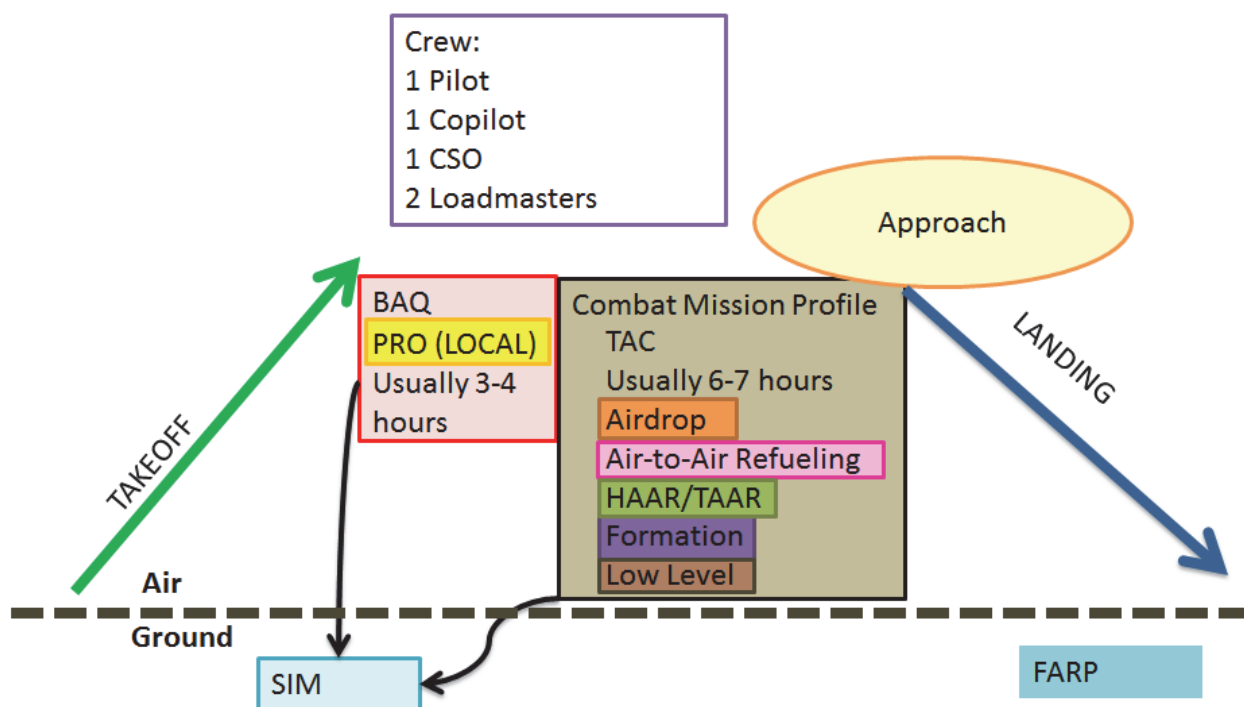 Crew:
1 Pilot
1 Copilot
1 CSO
2 Loadmasters
Approach
TAKEOFF
BAQ
PRO (LOCAL)
Usually 3-4
hours
Combat Mission Profile
TAC
Usually 6-7 hours
Airdrop
Air-to-Air Refueling
HAAR/TAAR
Formation
Low Level
LANDING
Air
Ground
SIM
FARP